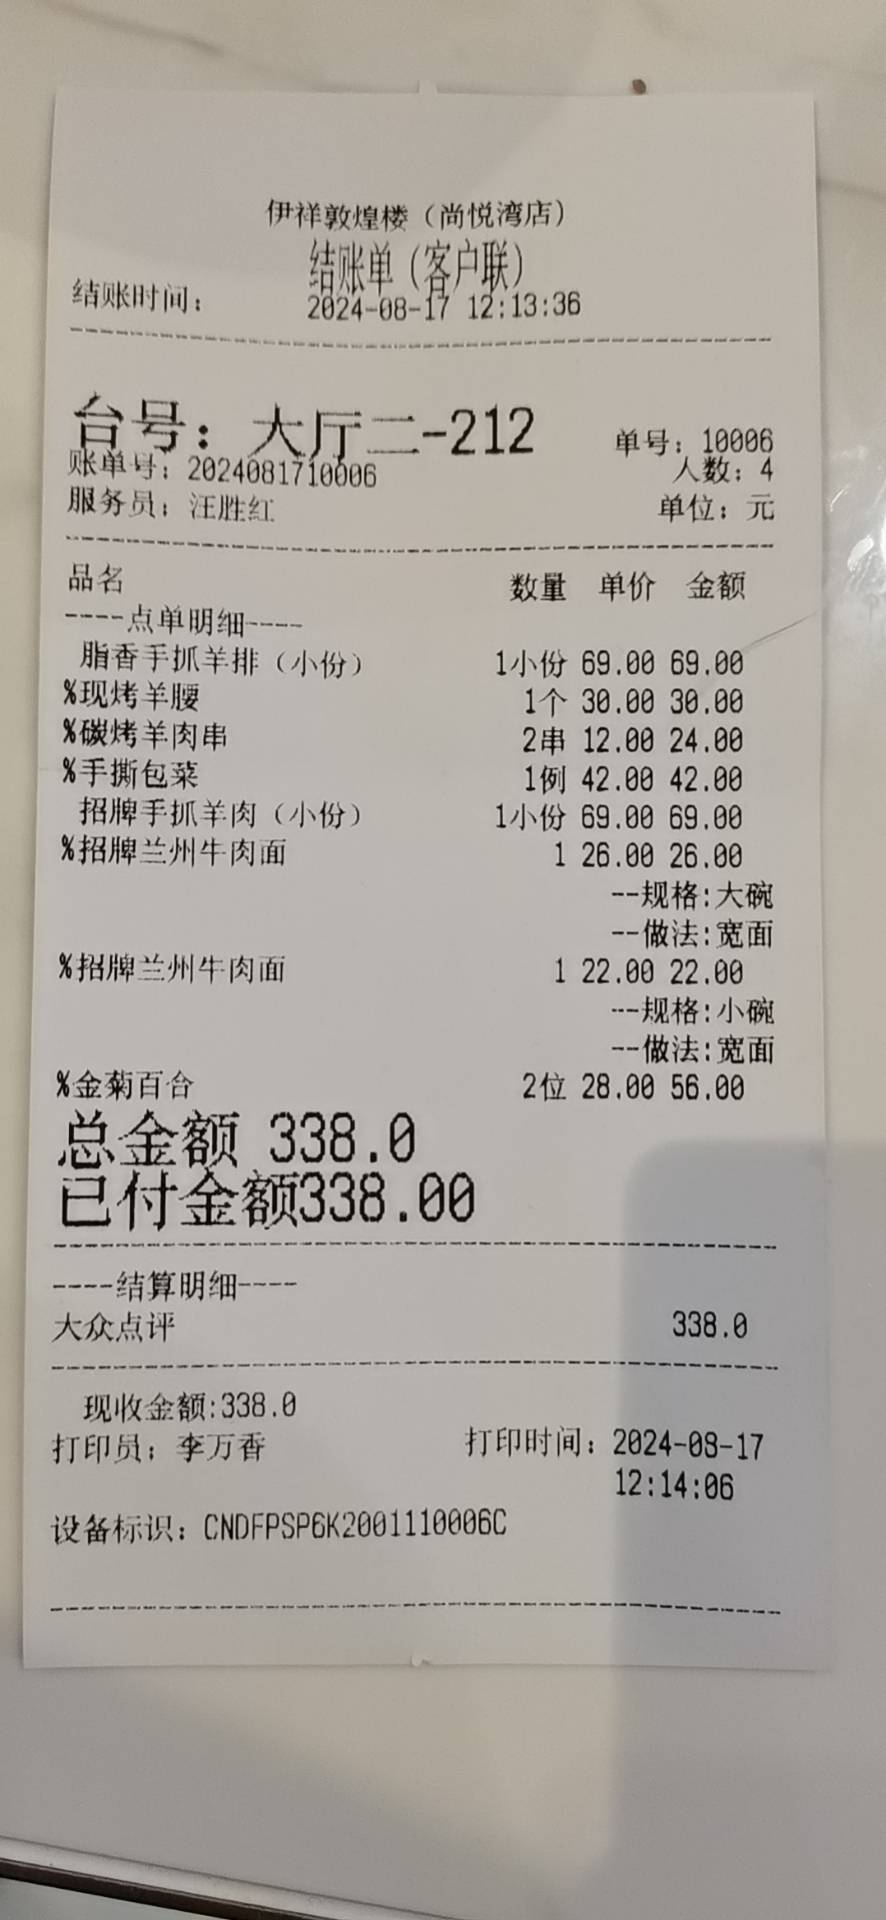 伊祥敦煌楼（尚悦湾店）
结账单（客户联）
结账时间： 2024-08-17 12:13:36
台号：大厅二-212 单号：10006
账单号：2024081710006 人数：4
服务员：汪胜红 单位：元
品名 数量 单价 金额
----点单明细----
脂香手抓羊排（小份） 1小份 69.00 69.00
%现烤羊腰 1个 30.00 30.00
%碳烤羊肉串 2串 12.00 24.00
%手撕包菜 1例 42.00 42.00
招牌手抓羊肉（小份） 1小份 69.00 69.00
%招牌兰州牛肉面 1 26.00 26.00
--规格:大碗
--做法:宽面
%招牌兰州牛肉面 1 22.00 22.00
--规格:小碗
--做法:宽面
%金菊百合 2位 28.00 56.00
总金额 338.0
已付金额338.00
----结算明细----
大众点评 338.0
现收金额:338.0
打印员：李万香 打印时间：2024-08-17
12:14:06
设备标识：CNDFPSP6K2001110006C